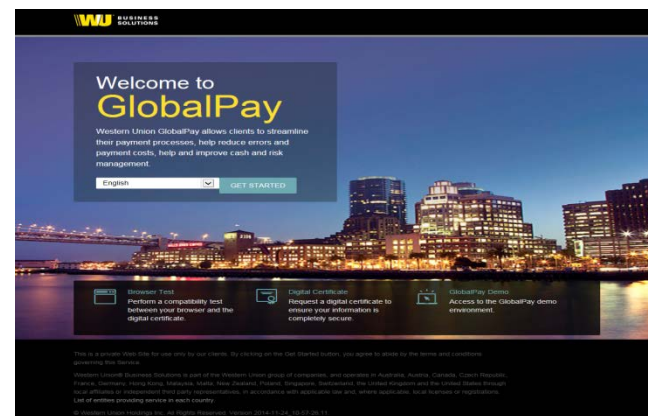 WU BUSINESS
SOLUTIONS
Welcome to
GlobalPay
Western Union GlobalPay allows clients to streamline
their payment processes, help reduce errors and
payment costs, help and improve cash and risk
management.
English
GET STARTED
Browser Test
Perform a compatibility test
between your browser and the
digital certificate.
Digital Certificate
Request a digital certificate to
ensure your information is
completely secure.
GlobalPay Demo
Access to the GlobalPay demo
environment.
This is a private Web Site for use only by our clients. By clicking on the Get Started button, you agree to abide by the terms and conditions
governing this Service.
Western Union® Business Solutions is part of the Western Union group of companies, and operates in Australia, Austria, Canada, Czech Republic,
France, Germany, Hong Kong, Malaysia, Malta, New Zealand, Poland, Singapore, Switzerland, the United Kingdom and the United States through
local affiliates or independent third party representatives, in accordance with applicable law and, where applicable, local licenses or registrations.
List of entities providing service in each country.
© Western Union Holdings Inc. All Rights Reserved. Version 2014-11-24_10.57.26.11